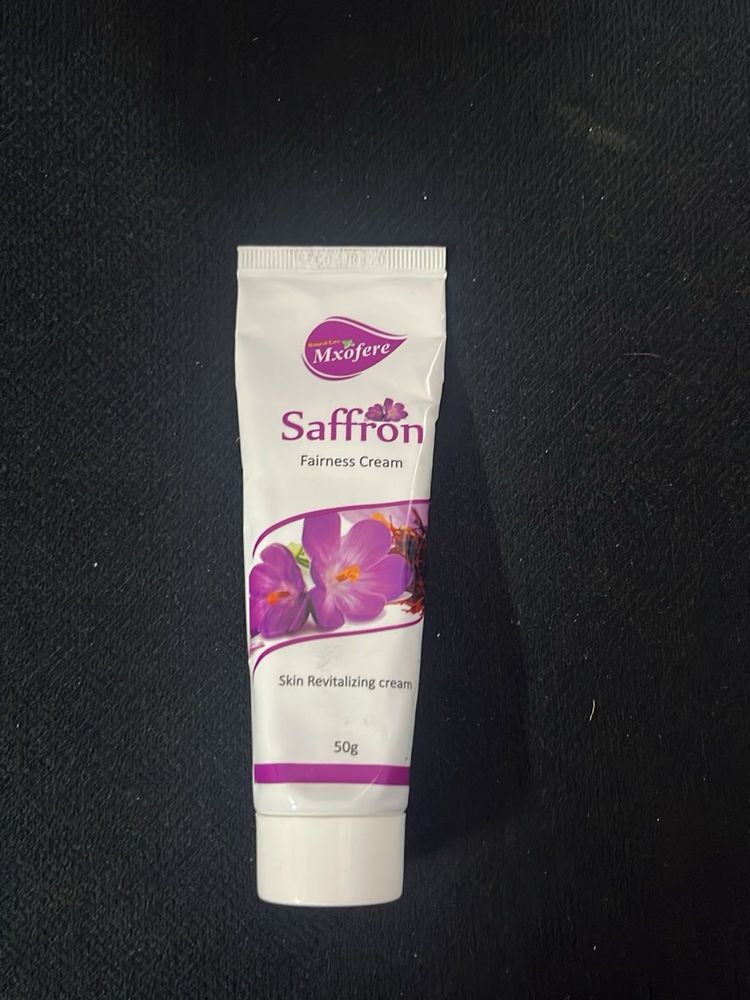 Natural Care
Mxofere
Saffron
Fairness Cream
Skin Revitalizing cream
50g